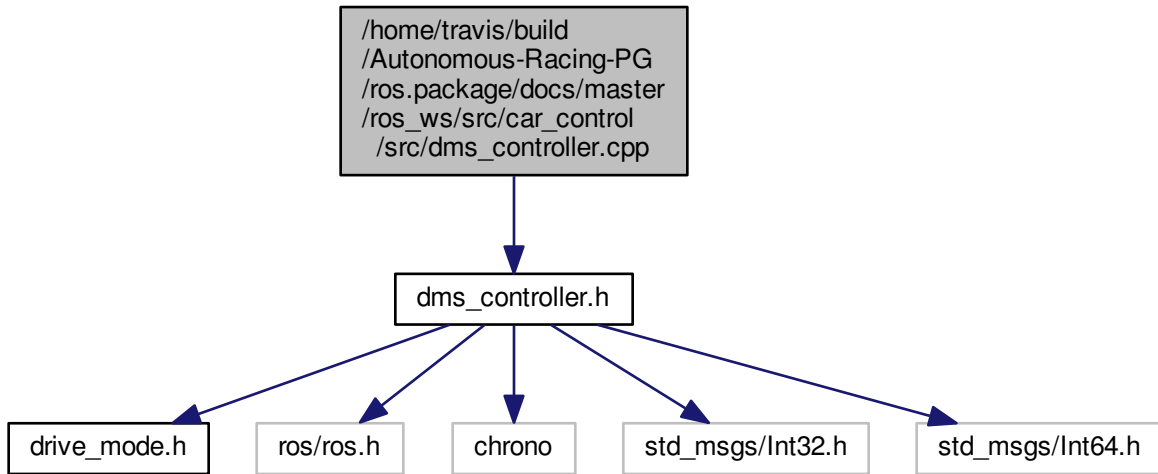 /home/travis/build
/Autonomous-Racing-PG
/ros.package/docs/master
/ros_ws/src/car_control
/src/dms_controller.cpp
dms_controller.h
drive_mode.h
ros/ros.h
chrono
std_msgs/Int32.h
std_msgs/Int64.h